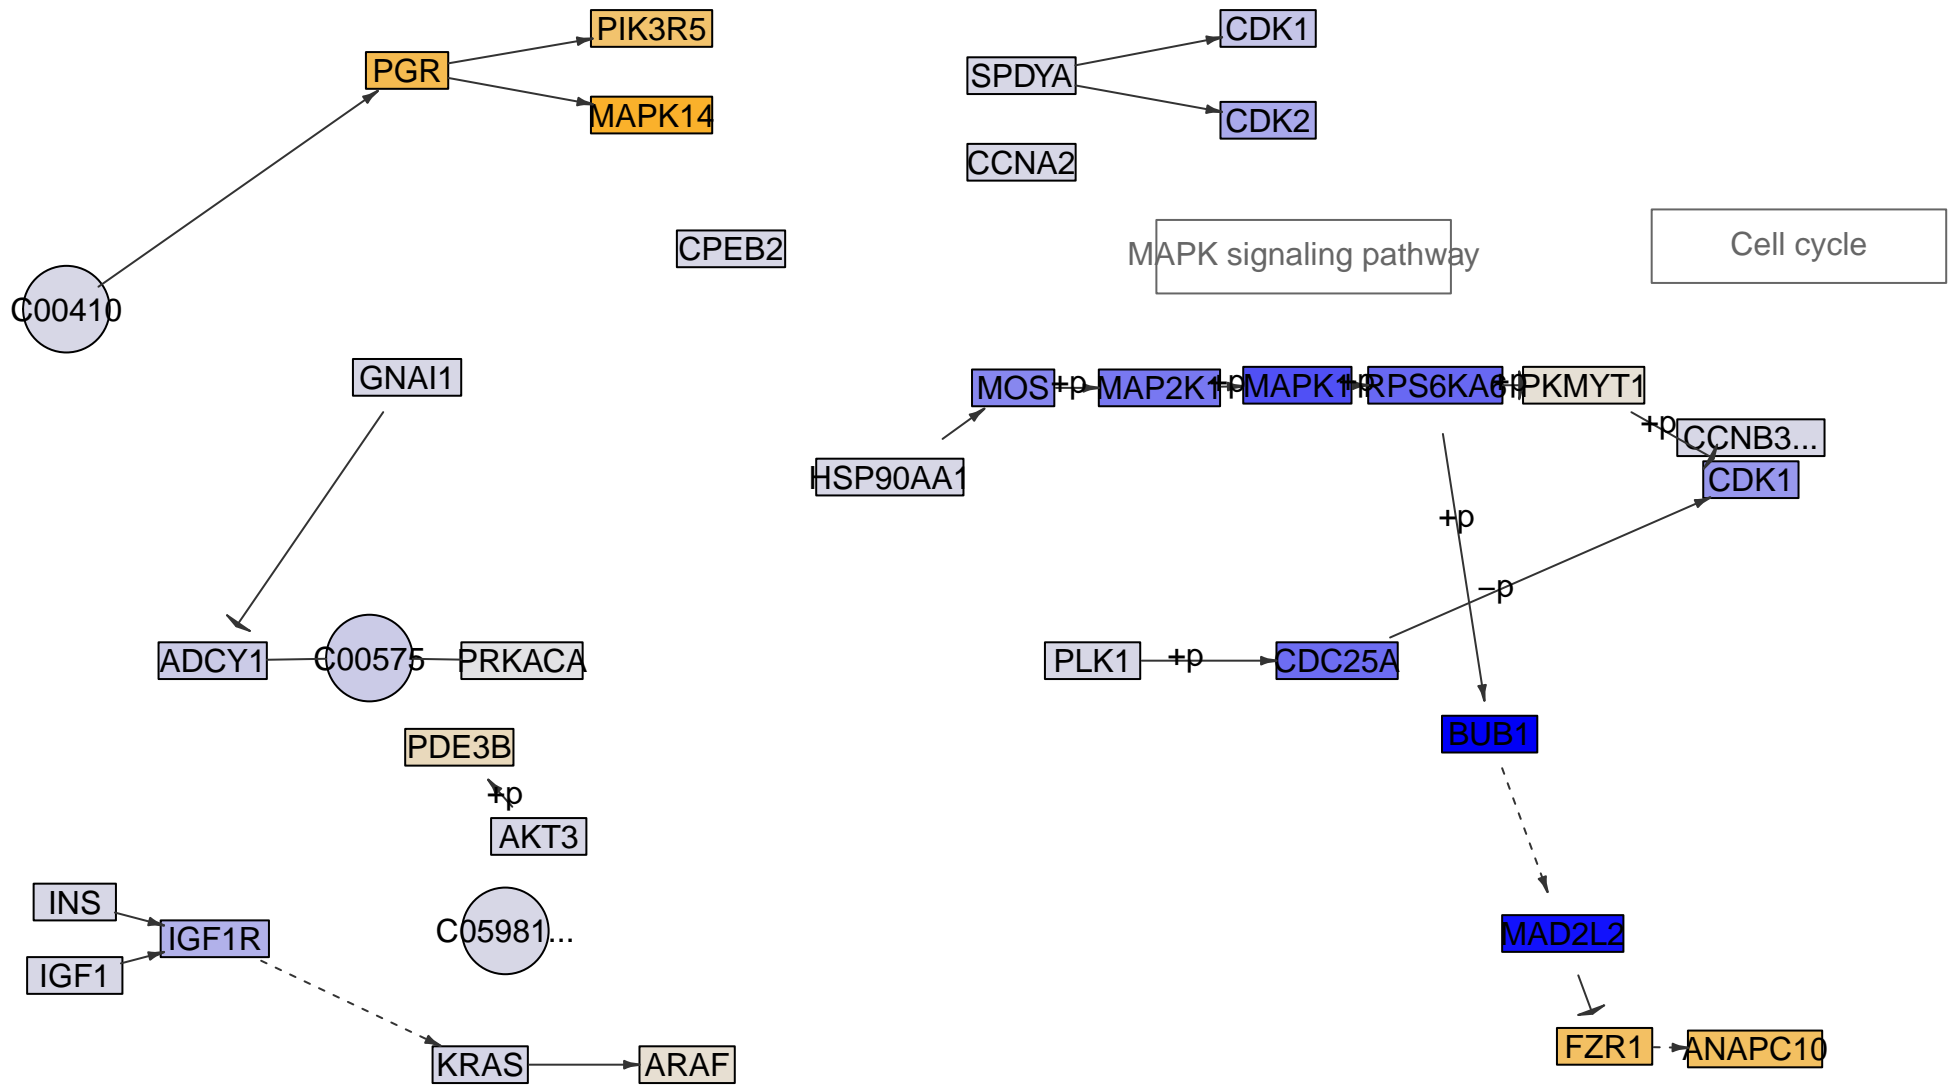 PIK3R5
CDK1
PGR
SPDYA
MAPK14
CDK2
CCNA2
CPEB2
MAPK signaling pathway
Cell cycle
C00410
GNAI1
MOS
+p
MAP2K1
+p
MAPK1
+p
RPS6KA6
+p
PKMYT1
+p
CCNB3...
HSP90AA1
CDK1
+p
−p
ADCY1
C00575
PRKACA
PLK1
+p
CDC25A
PDE3B
BUB1
+p
AKT3
INS
IGF1R
C05981...
MAD2L2
IGF1
KRAS
ARAF
FZR1
ANAPC10